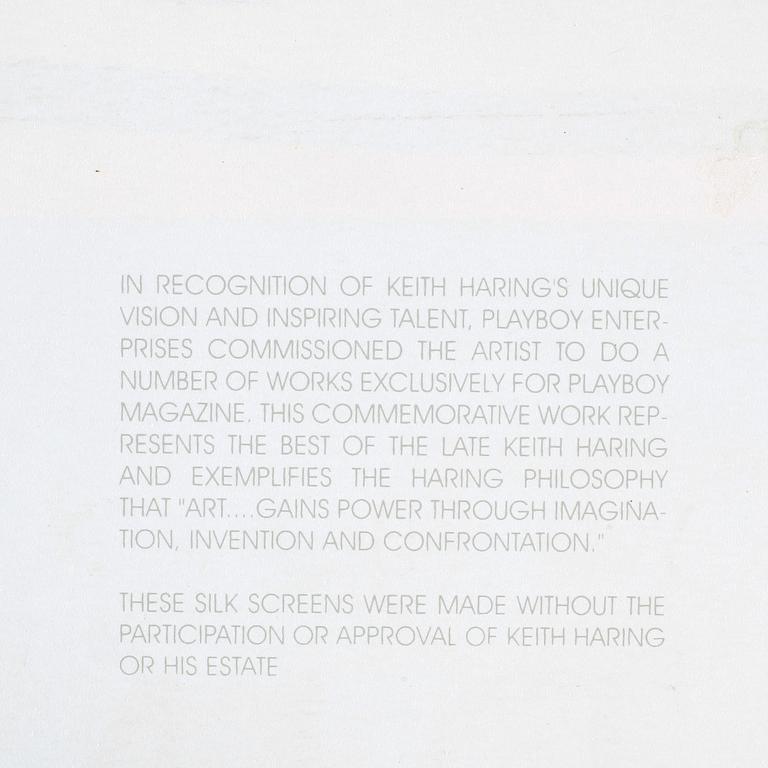 IN RECOGNITION OF KEITH HARING'S UNIQUE
VISION AND INSPIRING TALENT, PLAYBOY ENTER-
PRISES COMMISSIONED THE ARTIST TO DO A
NUMBER OF WORKS EXCLUSIVELY FOR PLAYBOY
MAGAZINE. THIS COMMEMORATIVE WORK REP-
RESENTS THE BEST OF THE LATE KEITH HARING
AND EXEMPLIFIES THE HARING PHILOSOPHY
THAT "ART....GAINS POWER THROUGH IMAGINA-
TION, INVENTION AND CONFRONTATION."
THESE SILK SCREENS WERE MADE WITHOUT THE
PARTICIPATION OR APPROVAL OF KEITH HARING
OR HIS ESTATE